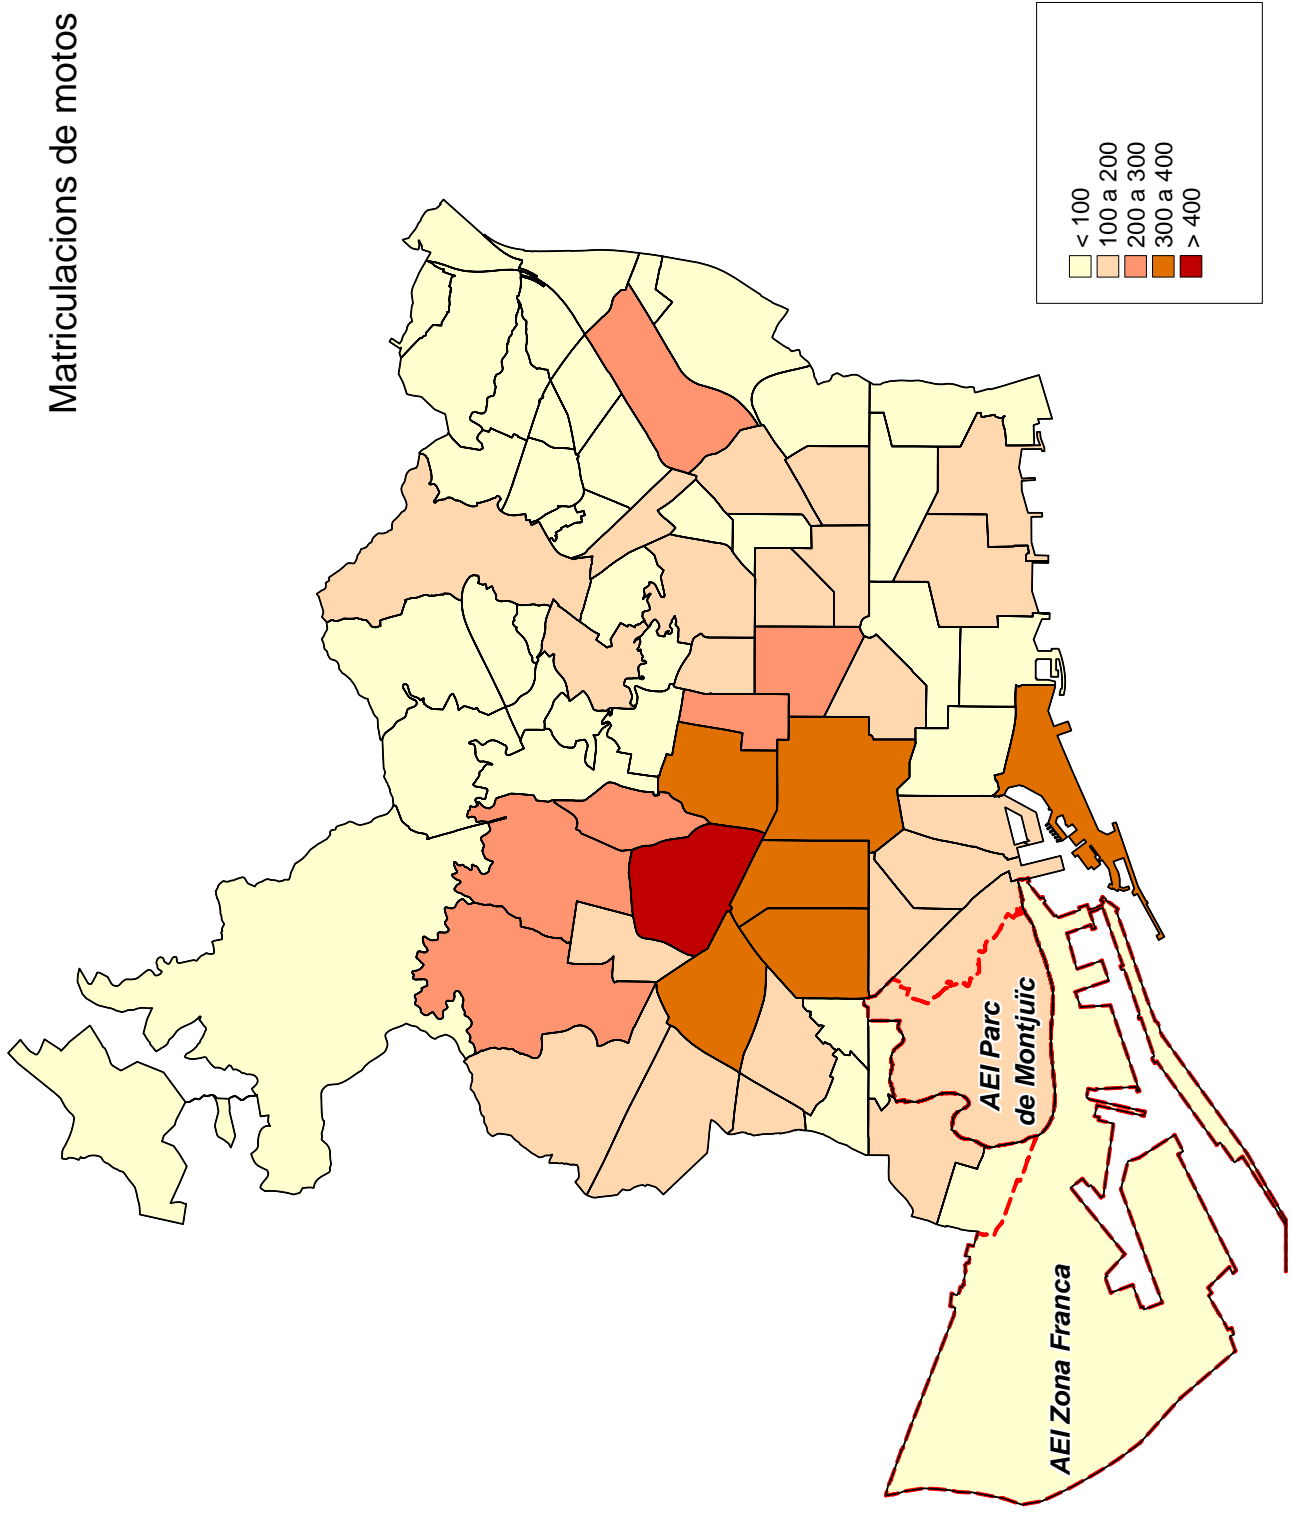 Matriculacions de motos
< 100
100 a 200
200 a 300
300 a 400
> 400
AEI Parc
de Montjuïc
AEI Zona Franca